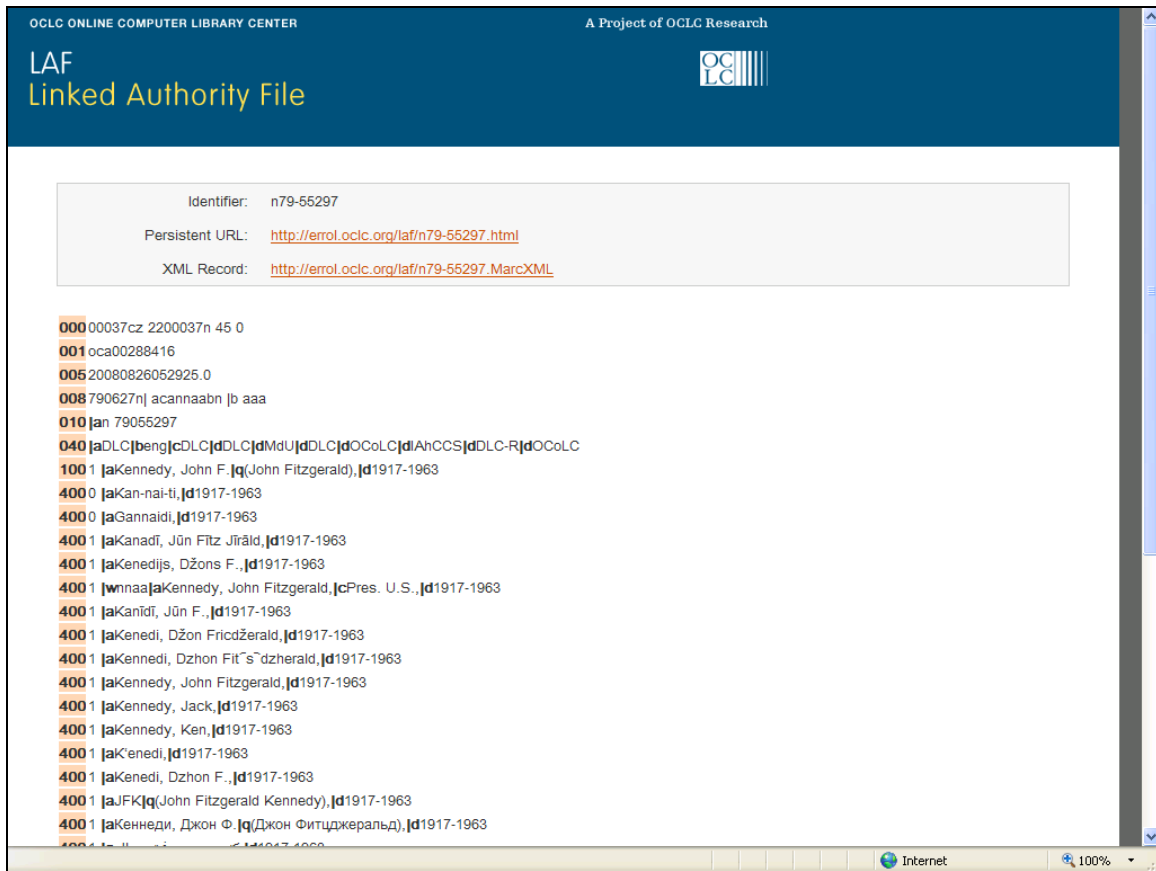 OCLC ONLINE COMPUTER LIBRARY CENTER
A Project of OCLC Research
LAF
Linked Authority File
OC
LC
Identifier: n79-55297
Persistent URL: http://errol.oclc.org/laf/n79-55297.html
XML Record: http://errol.oclc.org/laf/n79-55297.MarcXML
000 00037cz 2200037n 45 0
001 oca00288416
005 20080826052925.0
008 790627n| acannaabn |b aaa
010 |an 79055297
040 |aDLC|beng|cDLC|dDLC|dMdU|dDLC|dOCoLC|dIAhCCS|dDLC-R|dOCoLC
100 1 |aKennedy, John F.|q(John Fitzgerald),|d1917-1963
400 0 |aKan-nai-ti,|d1917-1963
400 0 |aGannaidi,|d1917-1963
400 1 |aKanadī, Jūn Fītz Jīrāld,|d1917-1963
400 1 |aKenedijs, Džons F.,|d1917-1963
400 1 |wnnaa|aKennedy, John Fitzgerald,|cPres. U.S.,|d1917-1963
400 1 |aKanīdī, Jūn F.,|d1917-1963
400 1 |aKenedi, Džon Fricdžerald,|d1917-1963
400 1 |aKennedi, Dzhon Fit͡s͡dzherald,|d1917-1963
400 1 |aKennedy, John Fitzgerald,|d1917-1963
400 1 |aKennedy, Jack,|d1917-1963
400 1 |aKennedy, Ken,|d1917-1963
400 1 |aKʻenedi,|d1917-1963
400 1 |aKenedi, Dzhon F.,|d1917-1963
400 1 |aJFK|q(John Fitzgerald Kennedy),|d1917-1963
400 1 |aКеннеди, Джон Ф.|q(Джон Фитцджеральд),|d1917-1963
Internet
100%